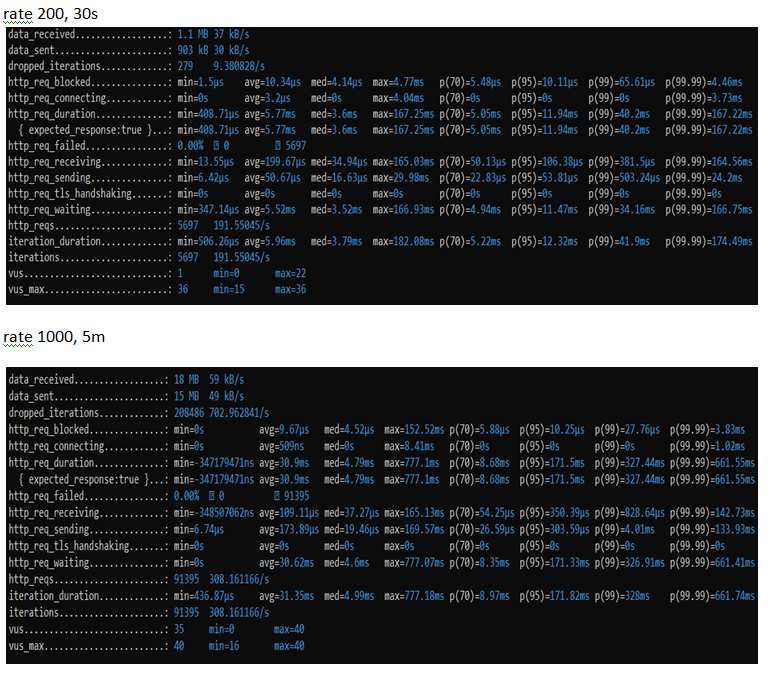 rate 200, 30s
data_received..................: 1.1 MB 37 kB/s
data_sent......................: 903 kB 30 kB/s
dropped_iterations.............: 279 9.380828/s
http_req_blocked...............: min=1.5µs avg=10.34µs med=4.14µs max=4.77ms p(70)=5.48µs p(95)=10.11µs p(99)=65.61µs p(99.99)=4.46ms
http_req_connecting............: min=0s avg=3.2µs med=0s max=4.04ms p(70)=0s p(95)=0s p(99)=0s p(99.99)=3.73ms
http_req_duration..............: min=408.71µs avg=5.77ms med=3.6ms max=167.25ms p(70)=5.05ms p(95)=11.94ms p(99)=40.2ms p(99.99)=167.22ms
{ expected_response:true }...: min=408.71µs avg=5.77ms med=3.6ms max=167.25ms p(70)=5.05ms p(95)=11.94ms p(99)=40.2ms p(99.99)=167.22ms
http_req_failed................: 0.00% 0 5697
http_req_receiving.............: min=13.55µs avg=199.67µs med=34.94µs max=165.03ms p(70)=50.13µs p(95)=106.38µs p(99)=381.5µs p(99.99)=164.56ms
http_req_sending...............: min=6.42µs avg=50.67µs med=16.63µs max=29.98ms p(70)=22.83µs p(95)=53.81µs p(99)=503.24µs p(99.99)=24.2ms
http_req_tls_handshaking.......: min=0s avg=0s med=0s max=0s p(70)=0s p(95)=0s p(99)=0s p(99.99)=0s
http_req_waiting...............: min=347.14µs avg=5.52ms med=3.52ms max=166.93ms p(70)=4.94ms p(95)=11.47ms p(99)=34.16ms p(99.99)=166.75ms
http_reqs......................: 5697 191.55045/s
iteration_duration.............: min=506.26µs avg=5.96ms med=3.79ms max=182.08ms p(70)=5.22ms p(95)=12.32ms p(99)=41.9ms p(99.99)=174.49ms
iterations.....................: 5697 191.55045/s
vus............................: 1 min=0 max=22
vus_max........................: 36 min=15 max=36
rate 1000, 5m
data_received..................: 18 MB 59 kB/s
data_sent......................: 15 MB 49 kB/s
dropped_iterations.............: 208486 702.962841/s
http_req_blocked...............: min=0s avg=9.67µs med=4.52µs max=152.52ms p(70)=5.88µs p(95)=10.25µs p(99)=27.76µs p(99.99)=3.83ms
http_req_connecting............: min=0s avg=509ns med=0s max=8.41ms p(70)=0s p(95)=0s p(99)=0s p(99.99)=1.02ms
http_req_duration..............: min=-347179471ns avg=30.9ms med=4.79ms max=777.1ms p(70)=8.68ms p(95)=171.5ms p(99)=327.44ms p(99.99)=661.55ms
{ expected_response:true }...: min=-347179471ns avg=30.9ms med=4.79ms max=777.1ms p(70)=8.68ms p(95)=171.5ms p(99)=327.44ms p(99.99)=661.55ms
http_req_failed................: 0.00% 0 91395
http_req_receiving.............: min=-348507062ns avg=109.11µs med=37.27µs max=165.13ms p(70)=54.25µs p(95)=350.39µs p(99)=828.64µs p(99.99)=142.73ms
http_req_sending...............: min=6.74µs avg=173.89µs med=19.46µs max=169.57ms p(70)=26.59µs p(95)=303.59µs p(99)=4.01ms p(99.99)=133.93ms
http_req_tls_handshaking.......: min=0s avg=0s med=0s max=0s p(70)=0s p(95)=0s p(99)=0s p(99.99)=0s
http_req_waiting...............: min=0s avg=30.62ms med=4.6ms max=777.07ms p(70)=8.35ms p(95)=171.33ms p(99)=326.91ms p(99.99)=661.41ms
http_reqs......................: 91395 308.161166/s
iteration_duration.............: min=436.87µs avg=31.35ms med=4.99ms max=777.18ms p(70)=8.97ms p(95)=171.82ms p(99)=328ms p(99.99)=661.74ms
iterations.....................: 91395 308.161166/s
vus............................: 35 min=0 max=40
vus_max........................: 40 min=16 max=40